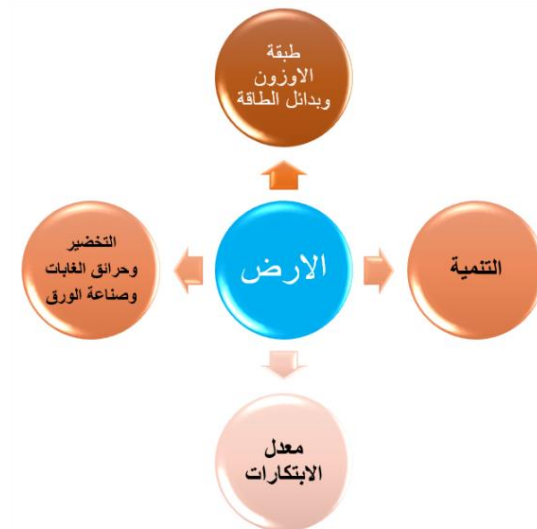 طبقة
الاوزون
وبدائل الطاقة
التنمية
الارض
التخضير
وحرائق الغابات
وصناعة الورق
معدل
الابتكارات